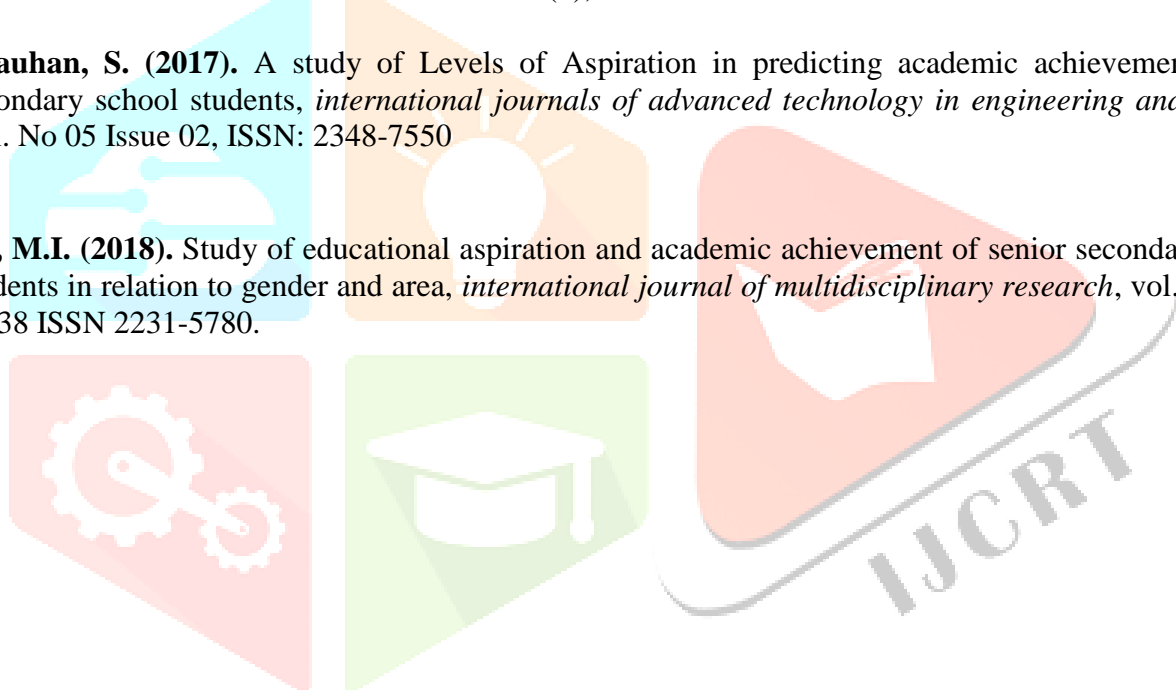 auhan, S. (2017). A study of Levels of Aspiration in predicting academic achievemen
ondary school students, international journals of advanced technology in engineering and
. No 05 Issue 02, ISSN: 2348-7550
, M.I. (2018). Study of educational aspiration and academic achievement of senior seconda
dents in relation to gender and area, international journal of multidisciplinary research, vol.
38 ISSN 2231-5780.
IJCRT